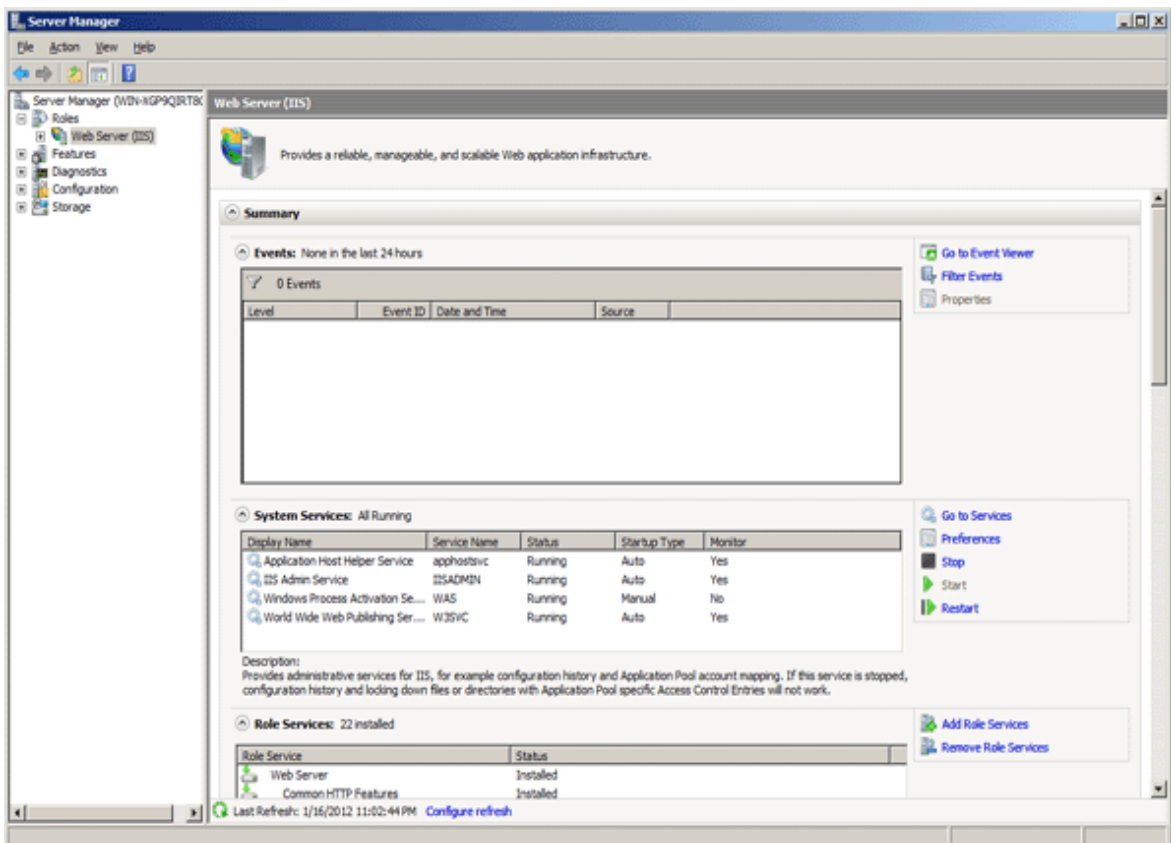 Server Manager
File Action View Help
Server Manager (WIN-XGP9QIRT8C
Roles
Web Server (IIS)
Features
Diagnostics
Configuration
Storage
Web Server (IIS)
Provides a reliable, manageable, and scalable Web application infrastructure.
Summary
Events: None in the last 24 hours
0 Events
Level Event ID Date and Time Source
Go to Event Viewer
Filter Events
Properties
System Services: All Running
Display Name Service Name Status Startup Type Monitor
Application Host Helper Service apphostsvc Running Auto Yes
IIS Admin Service IISADMIN Running Auto Yes
Windows Process Activation Se.... WAS Running Manual No
World Wide Web Publishing Ser.... W3SVC Running Auto Yes
Go to Services
Preferences
Stop
Start
Restart
Description:
Provides administrative services for IIS, for example configuration history and Application Pool account mapping. If this service is stopped,
configuration history and locking down files or directories with Application Pool specific Access Control Entries will not work.
Role Services: 22 installed
Role Service Status
Web Server Installed
Common HTTP Features Installed
Add Role Services
Remove Role Services
Last Refresh: 1/16/2012 11:02:44 PM Configure refresh